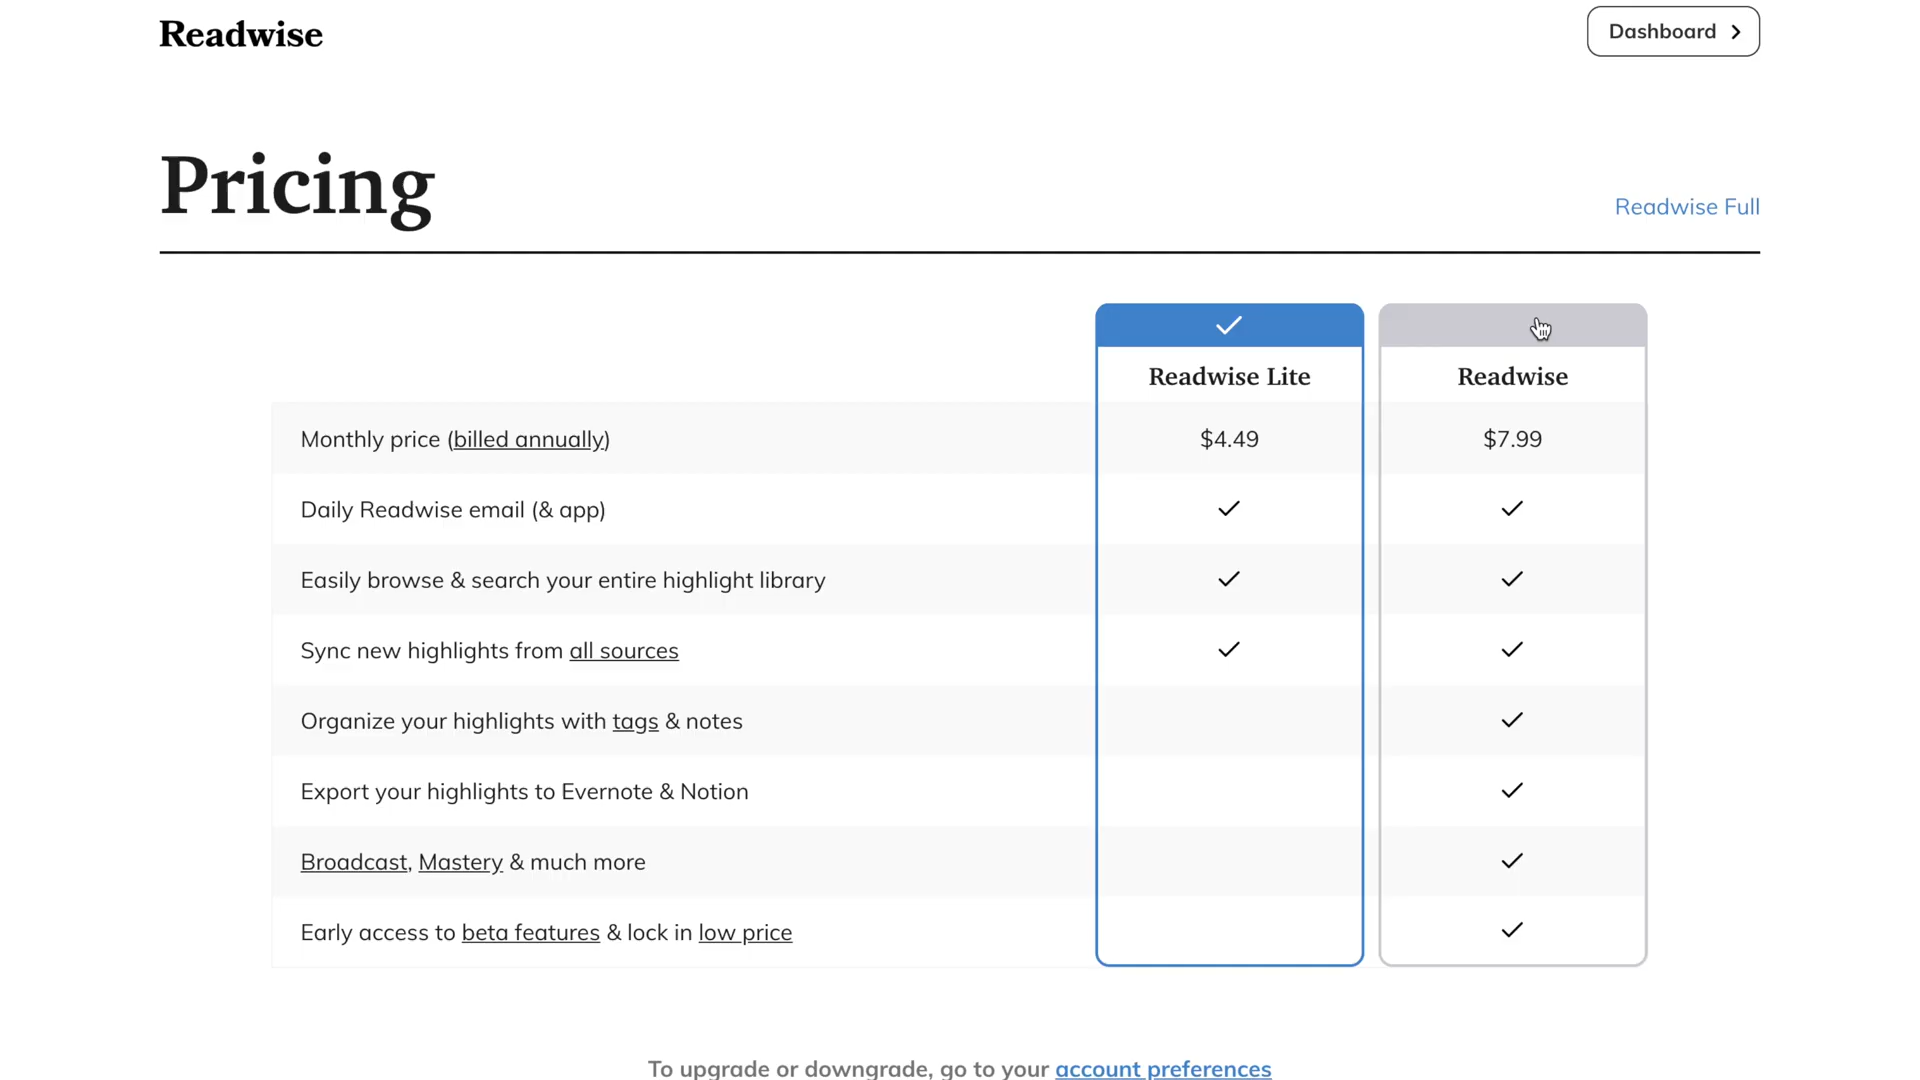 Readwise
Dashboard
Pricing
Readwise Full
Readwise Lite
Readwise
Monthly price (billed annually)
$4.49
$7.99
Daily Readwise email (& app)
Easily browse & search your entire highlight library
Sync new highlights from all sources
Organize your highlights with tags & notes
Export your highlights to Evernote & Notion
Broadcast, Mastery & much more
Early access to beta features & lock in low price
To upgrade or downgrade, go to your account preferences